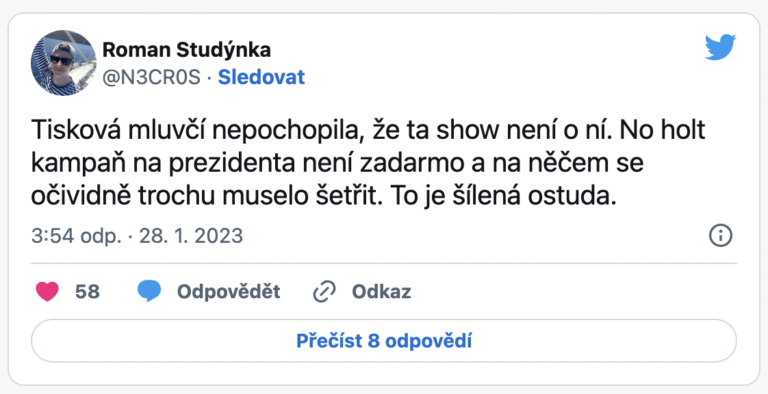 Roman Studýnka
@N3CR0S · Sledovat
Tisková mluvčí nepochopila, že ta show není o ní. No holt
kampaň na prezidenta není zadarmo a na něčem se
očividně trochu muselo šetřit. To je šílená ostuda.
3:54 odp. · 28. 1. 2023
58 Odpovědět Odkaz
Přečíst 8 odpovědí